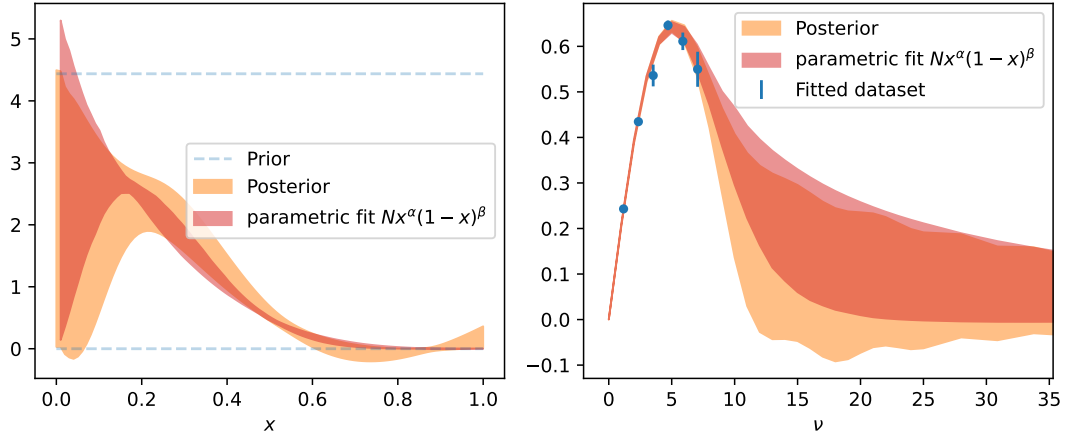 5
4
3
2
1
0
0.0 0.2 0.4 0.6 0.8 1.0
x
Prior
Posterior
parametric fit Nx^α(1 − x)^β
0.6
0.5
0.4
0.3
0.2
0.1
0.0
−0.1
0 5 10 15 20 25 30 35
ν
Posterior
parametric fit Nx^α(1 − x)^β
Fitted dataset